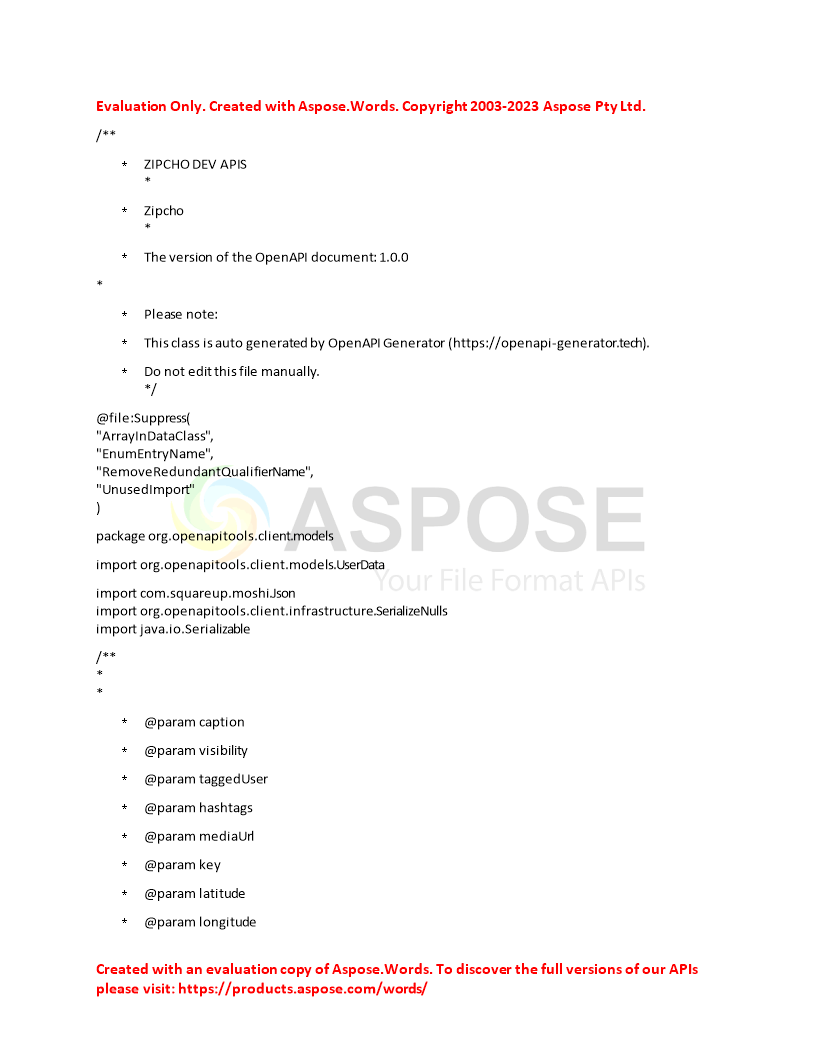 Evaluation Only. Created with Aspose.Words. Copyright 2003-2023 Aspose Pty Ltd.
/**
* ZIPCHO DEV APIS
*
* Zipcho
*
* The version of the OpenAPI document: 1.0.0
*
* Please note:
* This class is auto generated by OpenAPI Generator (https://openapi-generator.tech).
* Do not edit this file manually.
*/
@file:Suppress(
"ArrayInDataClass",
"EnumEntryName",
"RemoveRedundantQualifierName",
"UnusedImport"
)
ASPOSE
package org.openapitools.client.models
import org.openapitools.client.models.UserData
Your File Format APIs
import com.squareup.moshi.Json
import org.openapitools.client.infrastructure.SerializeNulls
import java.io.Serializable
/**
*
*
* @param caption
* @param visibility
* @param taggedUser
* @param hashtags
* @param mediaUrl
* @param key
* @param latitude
* @param longitude
Created with an evaluation copy of Aspose.Words. To discover the full versions of our APIs
please visit: https://products.aspose.com/words/